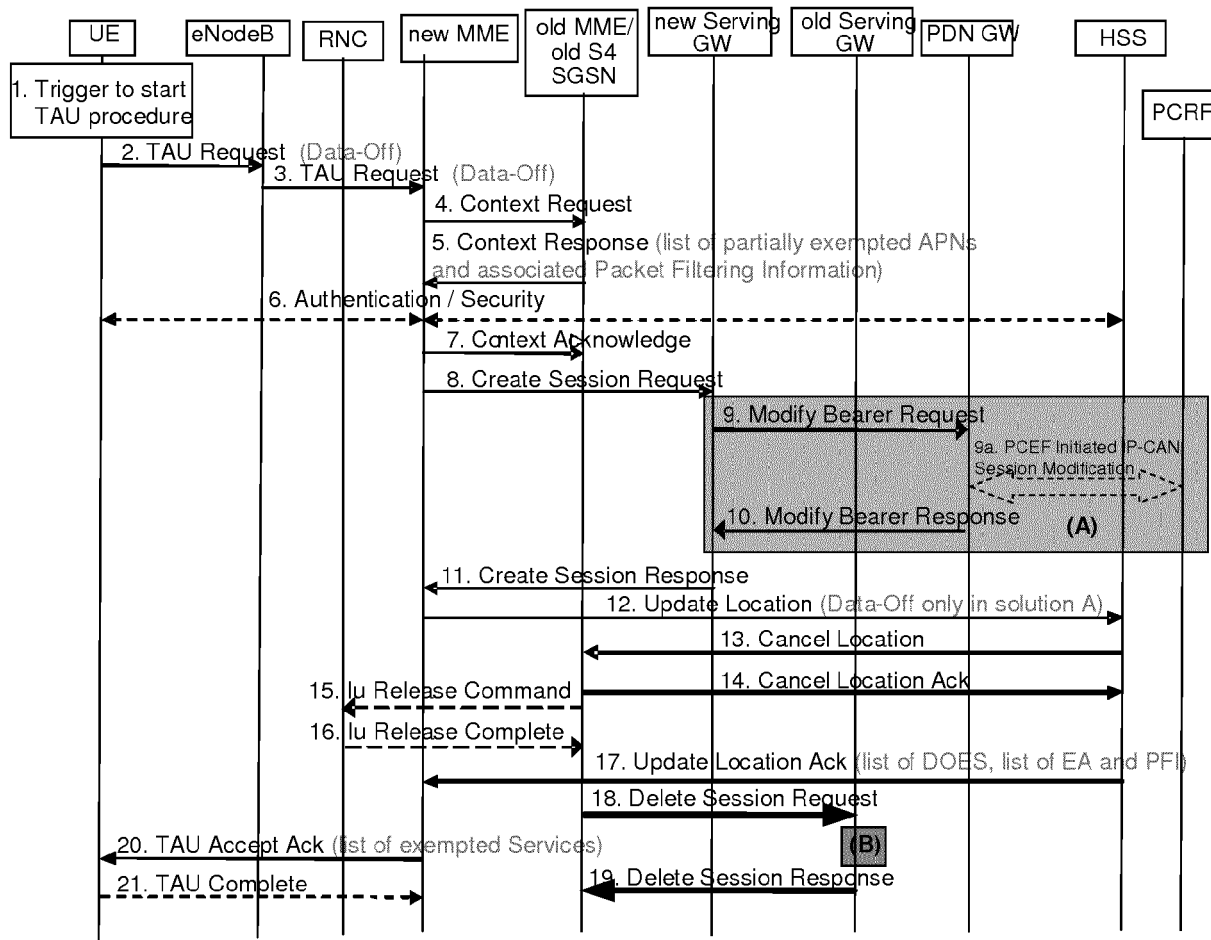 UE
eNodeB
RNC
new MME
old MME/
old S4
SGSN
new Serving
GW
old Serving
GW
PDN GW
HSS
PCRF
1. Trigger to start
TAU procedure
2. TAU Request (Data-Off)
3. TAU Request (Data-Off)
4. Context Request
5. Context Response (list of partially exempted APNs
and associated Packet Filtering Information)
6. Authentication / Security
7. Context Acknowledge
8. Create Session Request
9. Modify Bearer Request
9a. PCEF Initiated IP-CAN
Session Modification
10. Modify Bearer Response
(A)
11. Create Session Response
12. Update Location (Data-Off only in solution A)
13. Cancel Location
14. Cancel Location Ack
15. Iu Release Command
16. Iu Release Complete
17. Update Location Ack (list of DOES, list of EA and PFI)
18. Delete Session Request
(B)
20. TAU Accept Ack (list of exempted Services)
19. Delete Session Response
21. TAU Complete